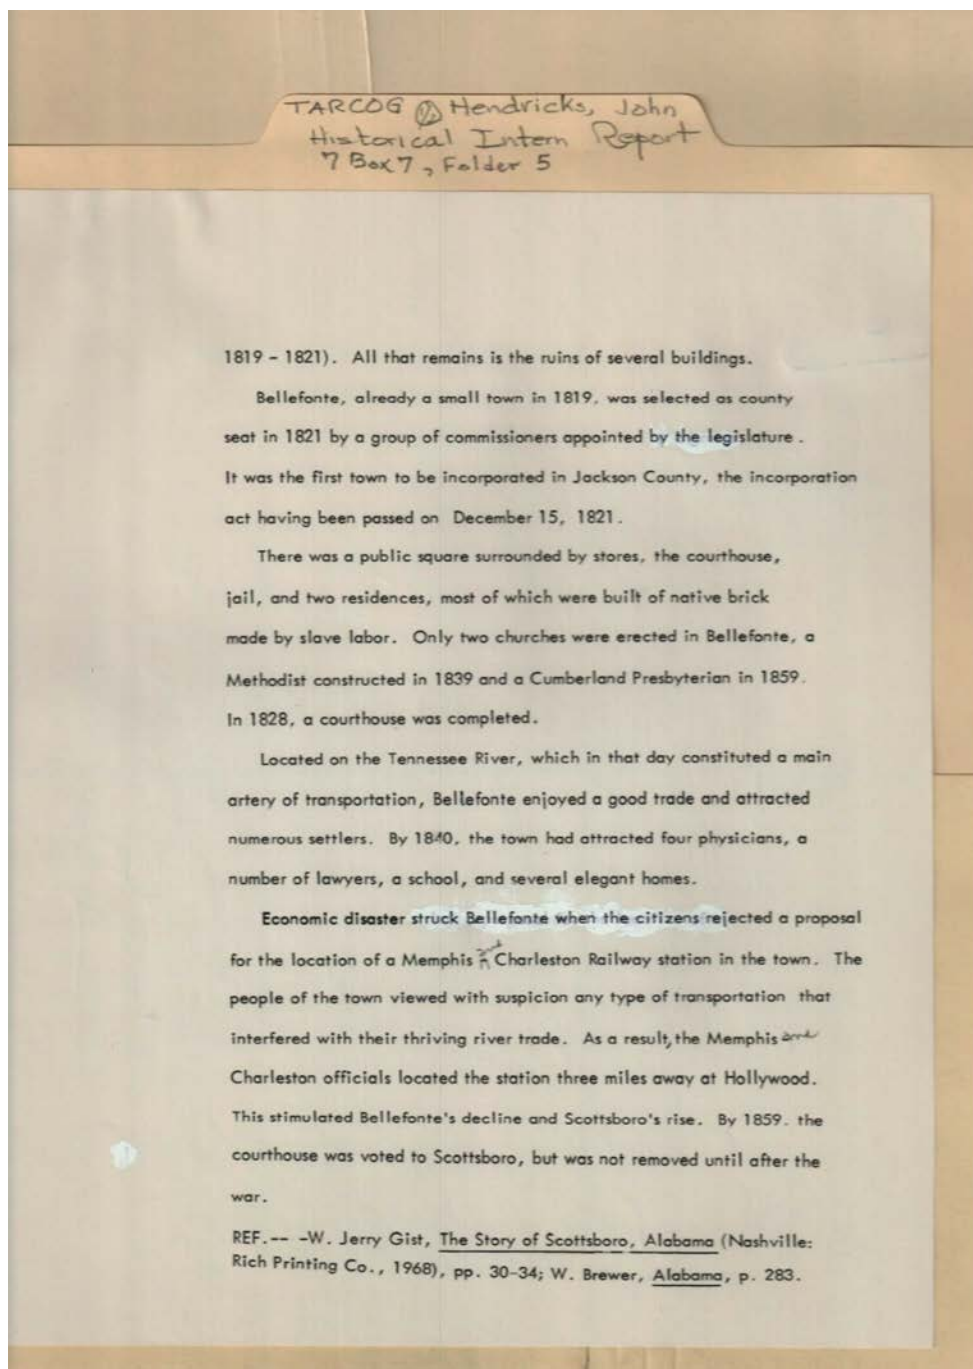 TARCOG Hendricks, John
Historical Intern Report
7 Box 7, Folder 5
1819 - 1821). All that remains is the ruins of several buildings.
Bellefonte, already a small town in 1819, was selected as county
seat in 1821 by a group of commissioners appointed by the legislature.
It was the first town to be incorporated in Jackson County, the incorporation
act having been passed on December 15, 1821.
There was a public square surrounded by stores, the courthouse,
jail, and two residences, most of which were built of native brick
made by slave labor. Only two churches were erected in Bellefonte, a
Methodist constructed in 1839 and a Cumberland Presbyterian in 1859.
In 1828, a courthouse was completed.
Located on the Tennessee River, which in that day constituted a main
artery of transportation, Bellefonte enjoyed a good trade and attracted
numerous settlers. By 1840, the town had attracted four physicians, a
number of lawyers, a school, and several elegant homes.
Economic disaster struck Bellefonte when the citizens rejected a proposal
for the location of a Memphis and Charleston Railway station in the town. The
people of the town viewed with suspicion any type of transportation that
interfered with their thriving river trade. As a result, the Memphis and
Charleston officials located the station three miles away at Hollywood.
This stimulated Bellefonte's decline and Scottsboro's rise. By 1859, the
courthouse was voted to Scottsboro, but was not removed until after the
war.
REF.-- -W. Jerry Gist, The Story of Scottsboro, Alabama (Nashville:
Rich Printing Co., 1968), pp. 30-34; W. Brewer, Alabama, p. 283.